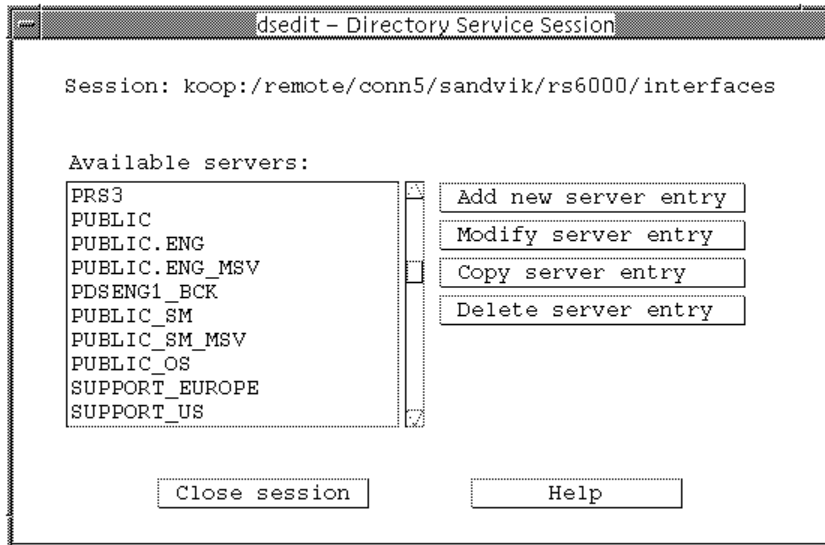 dsedit – Directory Service Session
Session: koop:/remote/conn5/sandvik/rs6000/interfaces
Available servers:
PRS3
PUBLIC
PUBLIC.ENG
PUBLIC.ENG_MSV
PDSENG1_BCK
PUBLIC_SM
PUBLIC_SM_MSV
PUBLIC_OS
SUPPORT_EUROPE
SUPPORT_US
Add new server entry
Modify server entry
Copy server entry
Delete server entry
Close session
Help